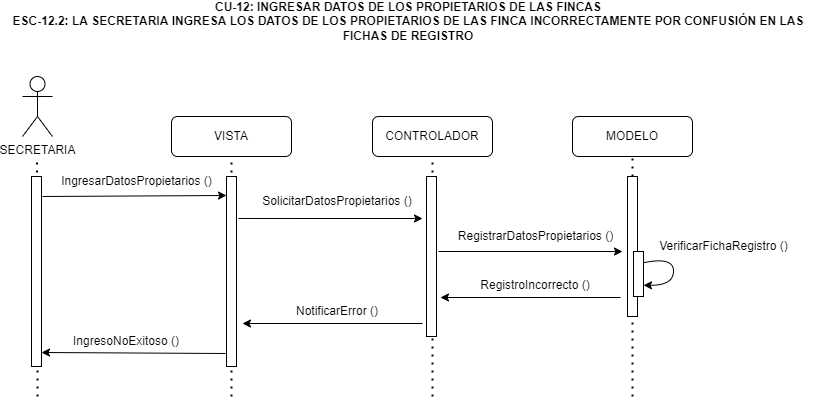 CU-12: INGRESAR DATOS DE LOS PROPIETARIOS DE LAS FINCAS
ESC-12.2: LA SECRETARIA INGRESA LOS DATOS DE LOS PROPIETARIOS DE LAS FINCA INCORRECTAMENTE POR CONFUSIÓN EN LAS
FICHAS DE REGISTRO
VISTA
CONTROLADOR
MODELO
SECRETARIA
IngresarDatosPropietarios ()
SolicitarDatosPropietarios ()
RegistrarDatosPropietarios ()
VerificarFichaRegistro ()
RegistroIncorrecto ()
NotificarError ()
IngresoNoExitoso ()